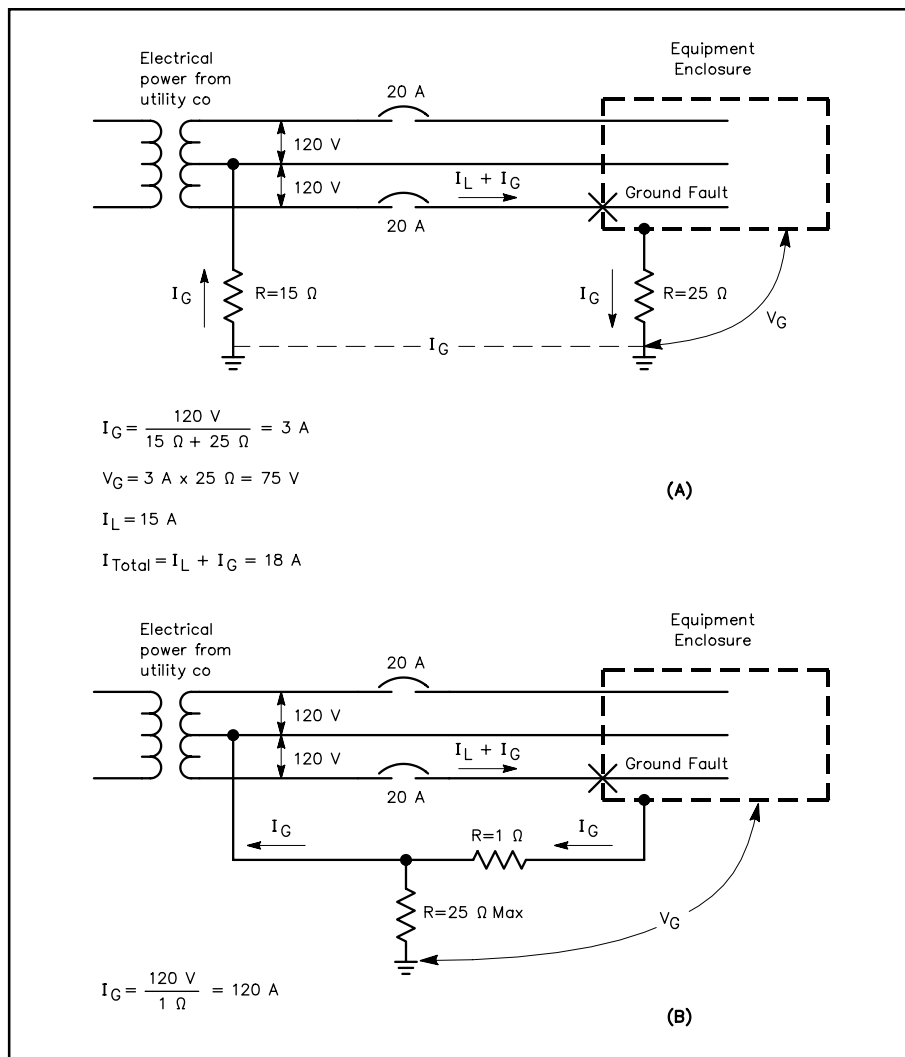 Electrical
power from
utility co
20 A
Equipment
Enclosure
120 V
120 V
I_L + I_G
Ground Fault
20 A
I_G
R=15 Ω
I_G
R=25 Ω
V_G
I_G
I_G = 120 V / (15 Ω + 25 Ω) = 3 A
V_G = 3 A x 25 Ω = 75 V
(A)
I_L = 15 A
I_Total = I_L + I_G = 18 A
Electrical
power from
utility co
20 A
Equipment
Enclosure
120 V
120 V
I_L + I_G
Ground Fault
20 A
I_G
R=1 Ω
I_G
R=25 Ω Max
V_G
I_G = 120 V / 1 Ω = 120 A
(B)